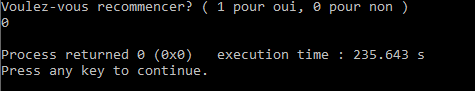 Voulez-vous recommencer? ( 1 pour oui, 0 pour non )
0
Process returned 0 (0x0)   execution time : 235.643 s
Press any key to continue.